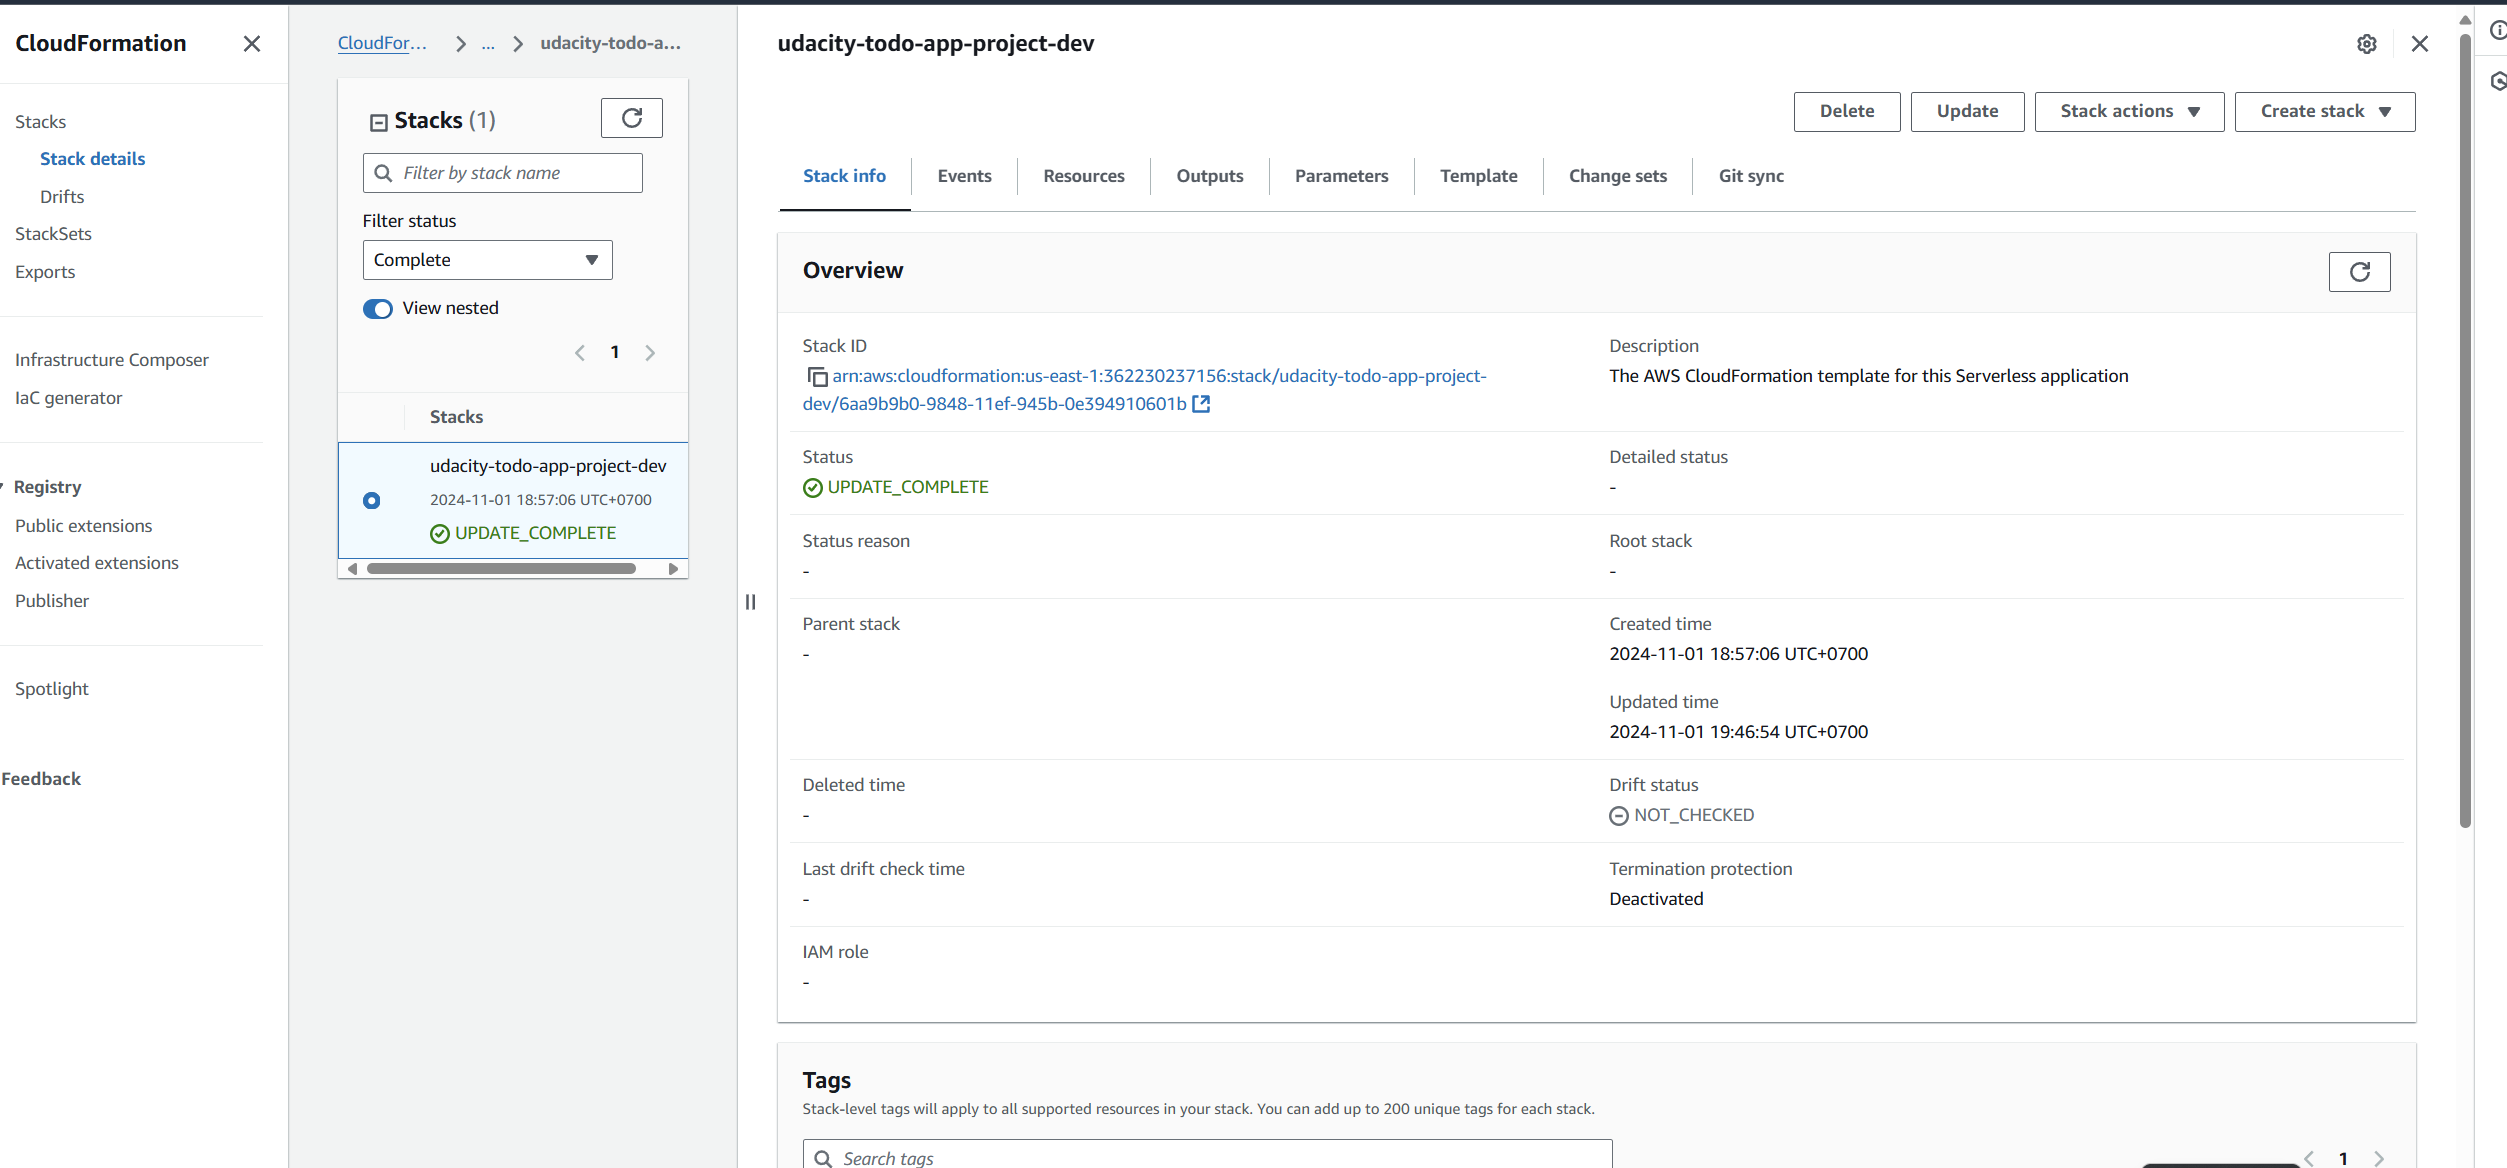 CloudFormation
Stacks
Stack details
Drifts
StackSets
Exports
Infrastructure Composer
IaC generator
Registry
Public extensions
Activated extensions
Publisher
Spotlight
Feedback
CloudFor... > ... > udacity-todo-a...
Stacks (1)
Filter by stack name
Filter status
Complete
View nested
1
Stacks
udacity-todo-app-project-dev
2024-11-01 18:57:06 UTC+0700
UPDATE_COMPLETE
udacity-todo-app-project-dev
Delete Update Stack actions Create stack
Stack info Events Resources Outputs Parameters Template Change sets Git sync
Overview
Stack ID
arn:aws:cloudformation:us-east-1:362230237156:stack/udacity-todo-app-project-
dev/6aa9b9b0-9848-11ef-945b-0e394910601b
Description
The AWS CloudFormation template for this Serverless application
Status
UPDATE_COMPLETE
Detailed status
-
Status reason
-
Root stack
-
Parent stack
-
Created time
2024-11-01 18:57:06 UTC+0700
Updated time
2024-11-01 19:46:54 UTC+0700
Deleted time
-
Drift status
NOT_CHECKED
Last drift check time
-
Termination protection
Deactivated
IAM role
-
Tags
Stack-level tags will apply to all supported resources in your stack. You can add up to 200 unique tags for each stack.
Search tags
1